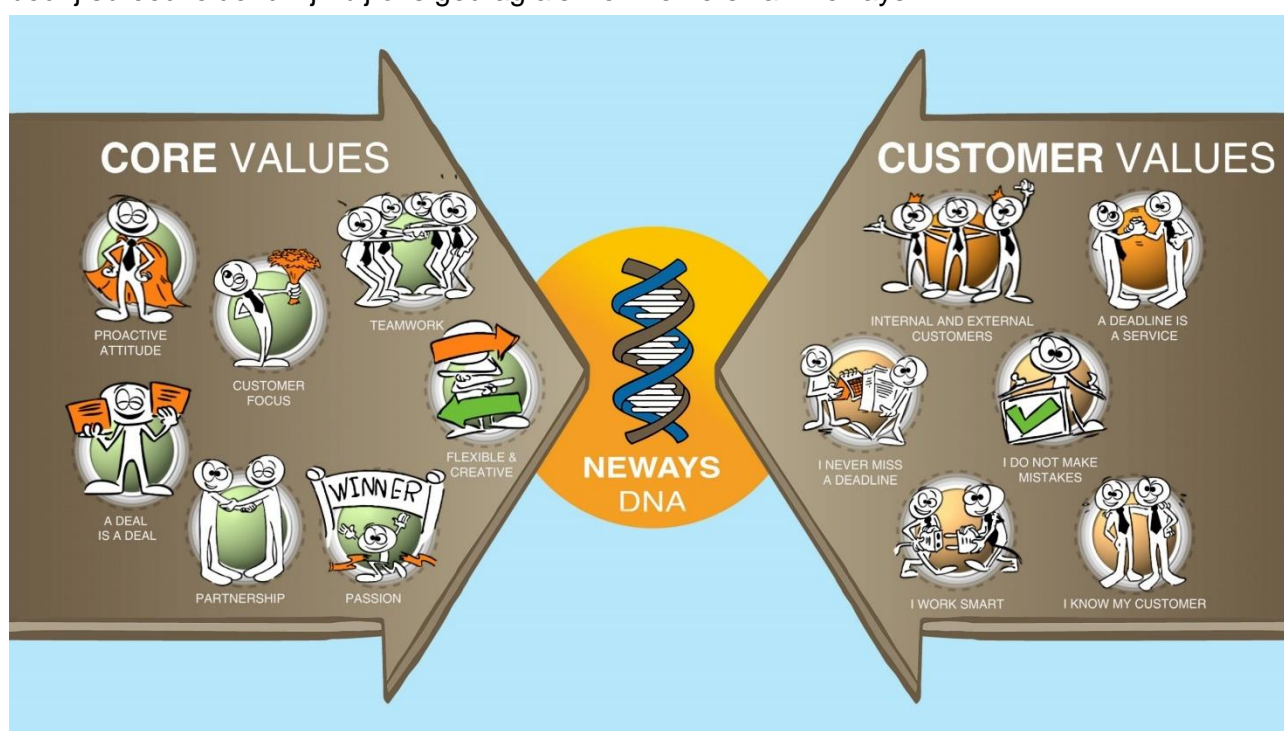 CORE VALUES
PROACTIVE
ATTITUDE
CUSTOMER
FOCUS
TEAMWORK
FLEXIBLE &
CREATIVE
A DEAL
IS A DEAL
PARTNERSHIP
WINNER
PASSION
NEWAYS
DNA
CUSTOMER VALUES
INTERNAL AND EXTERNAL
CUSTOMERS
A DEADLINE IS
A SERVICE
I NEVER MISS
A DEADLINE
I DO NOT MAKE
MISTAKES
I WORK SMART
I KNOW MY CUSTOMER